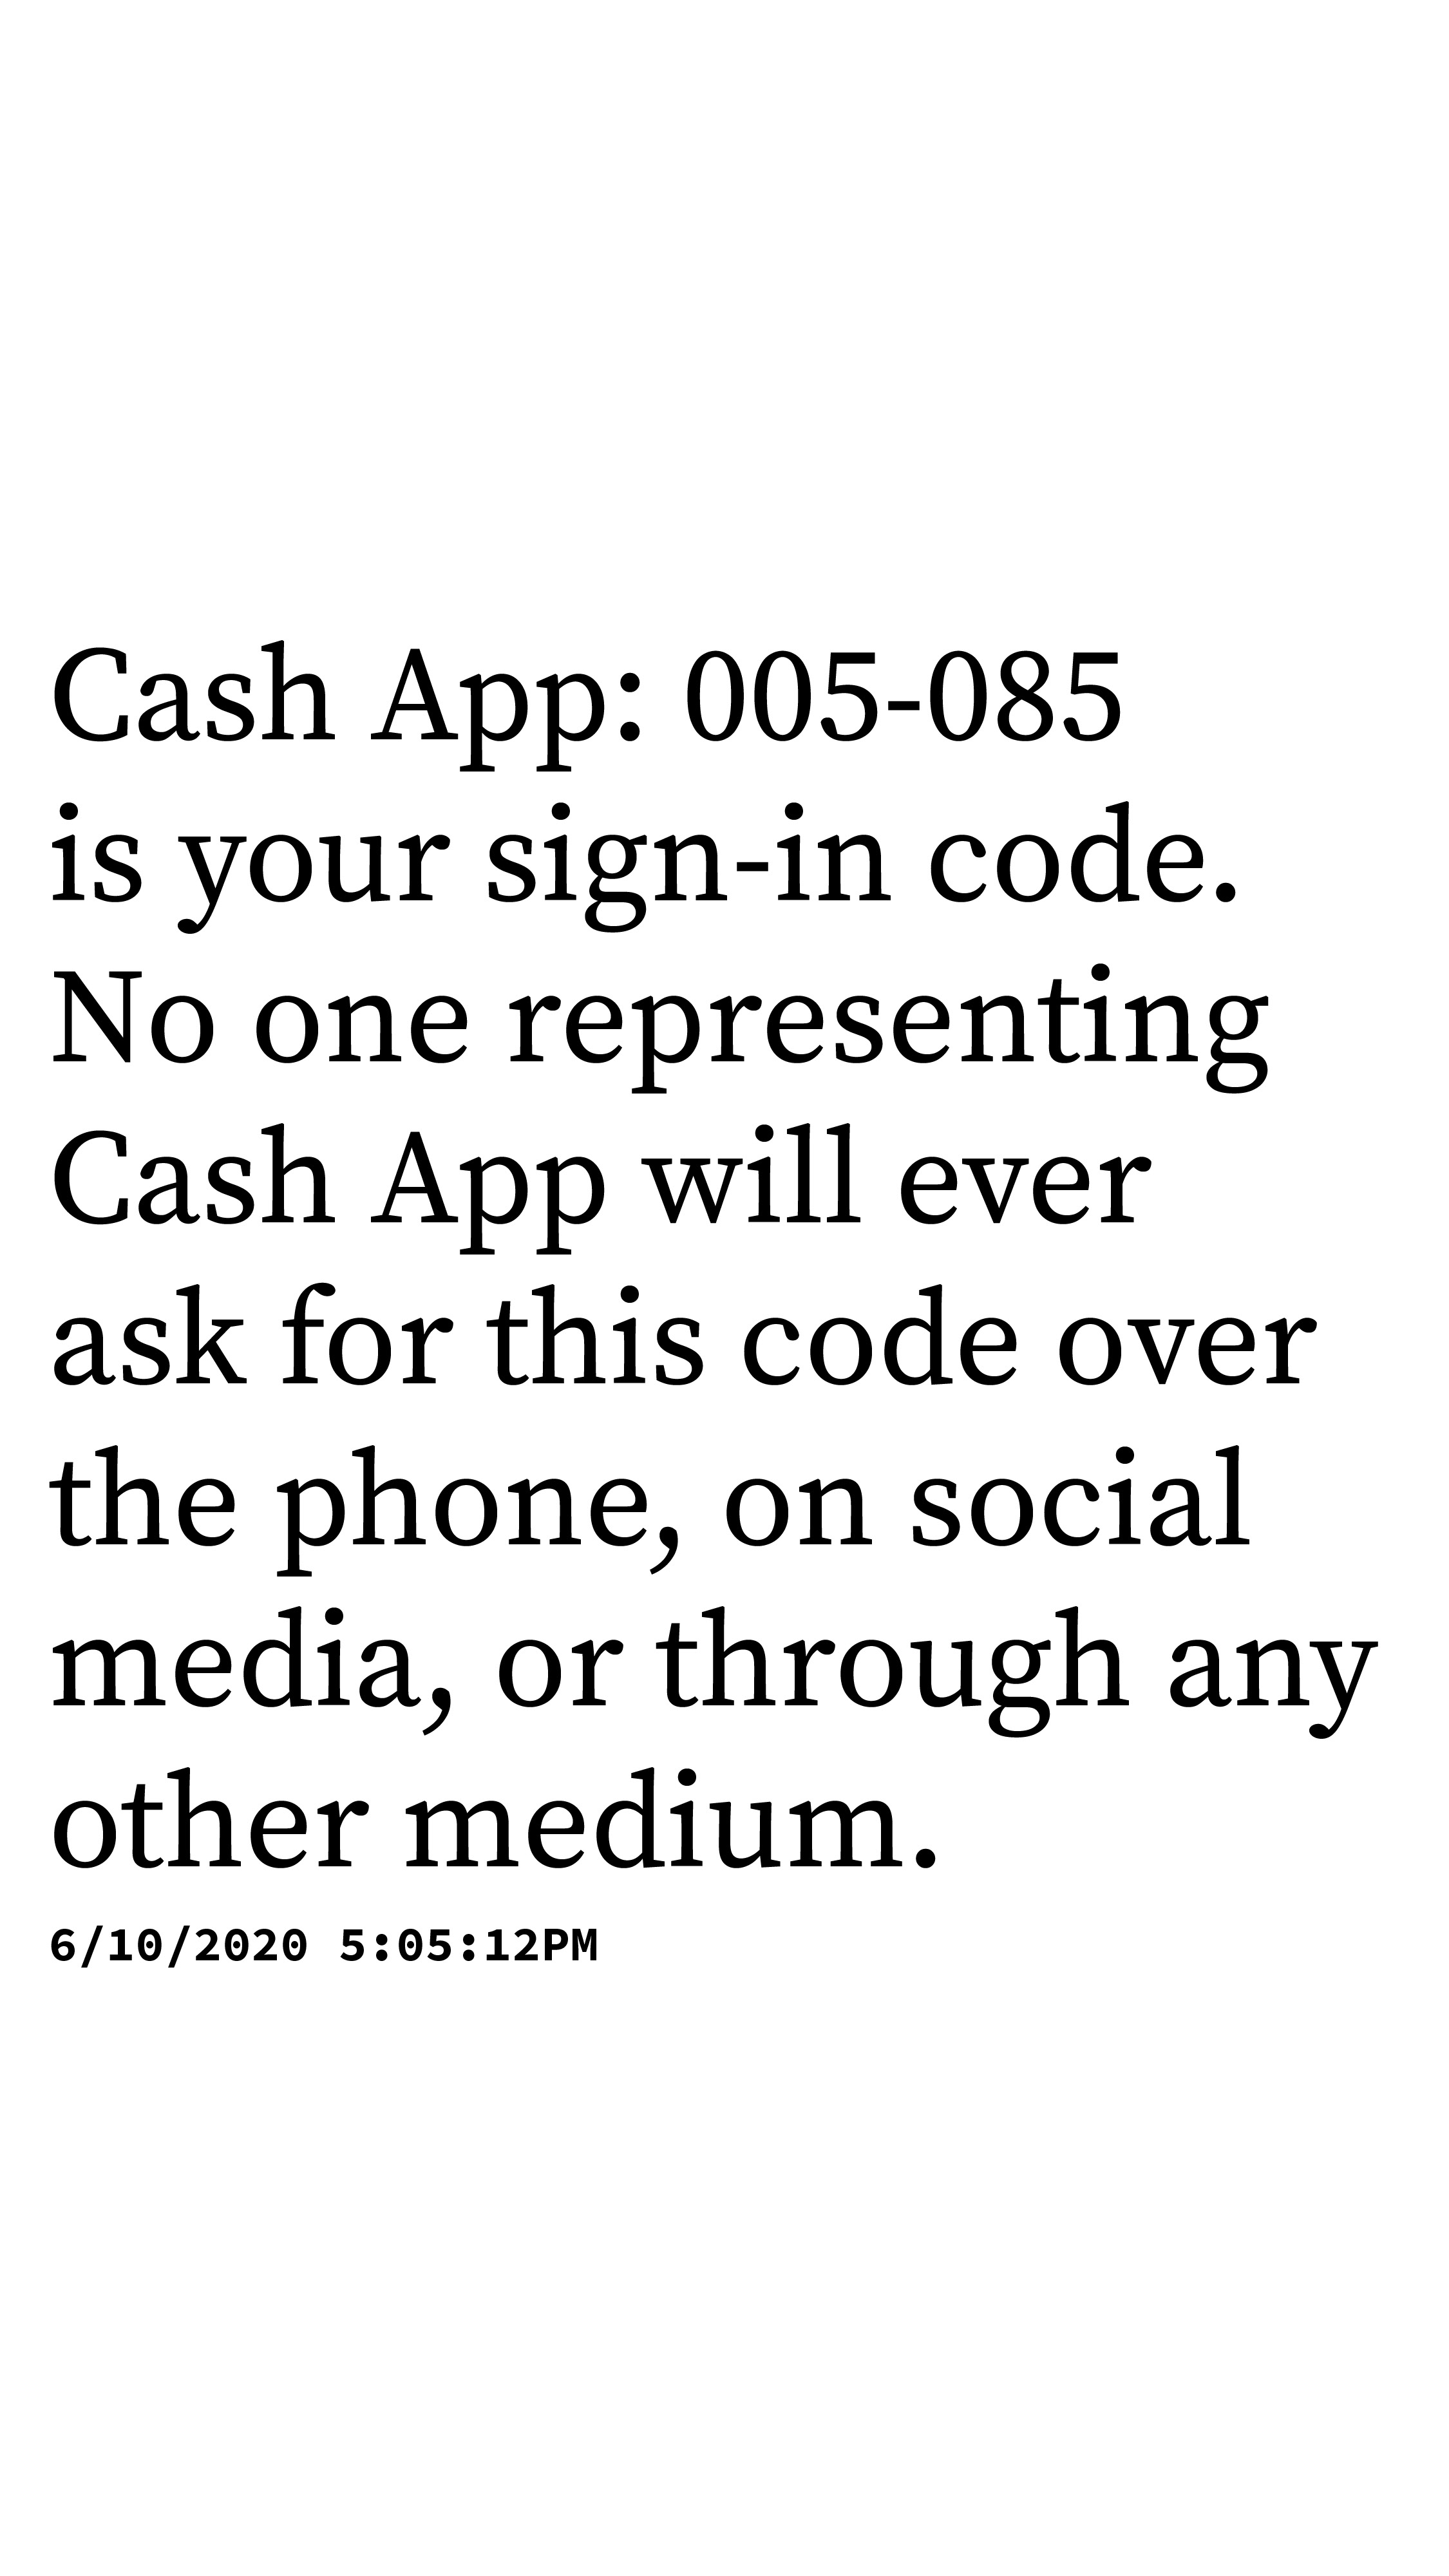 Cash App: 005-085
is your sign-in code.
No one representing
Cash App will ever
ask for this code over
the phone, on social
media, or through any
other medium.
6/10/2020 5:05:12PM